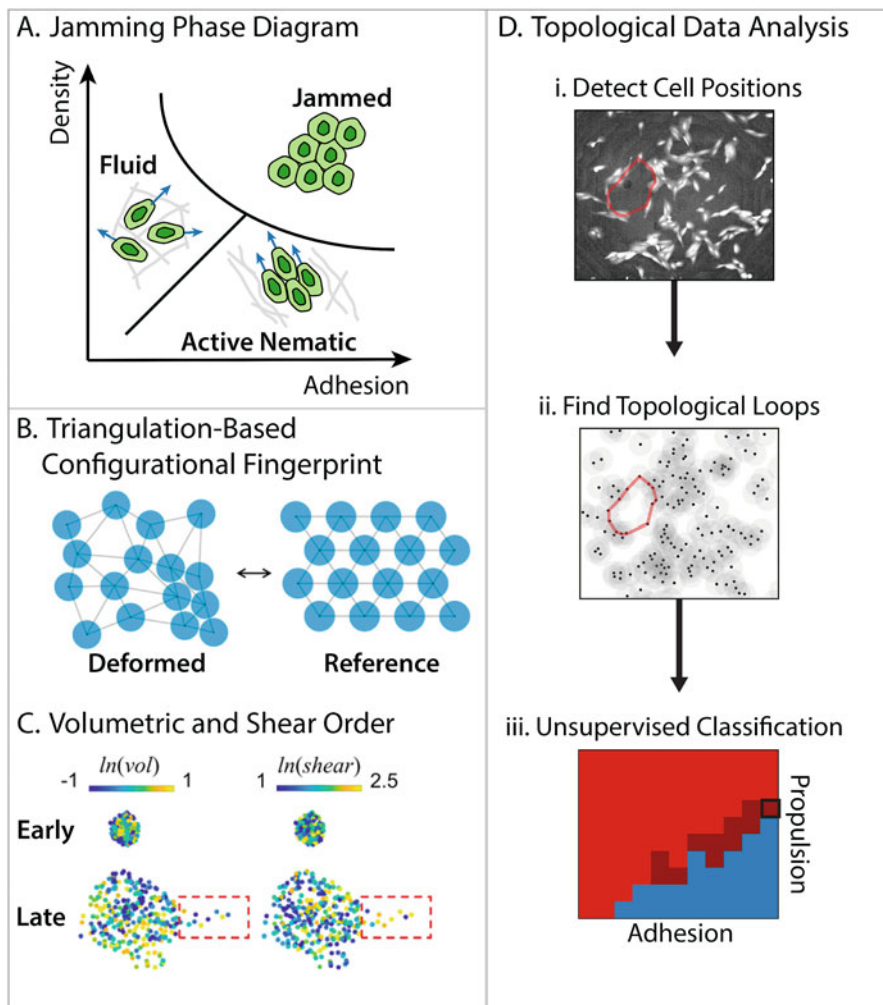 A. Jamming Phase Diagram
Density
Jammed
Fluid
Active Nematic
Adhesion
B. Triangulation-Based
Configurational Fingerprint
Deformed
Reference
C. Volumetric and Shear Order
-1 ln(vol) 1
1 ln(shear) 2.5
Early
Late
D. Topological Data Analysis
i. Detect Cell Positions
ii. Find Topological Loops
iii. Unsupervised Classification
Propulsion
Adhesion